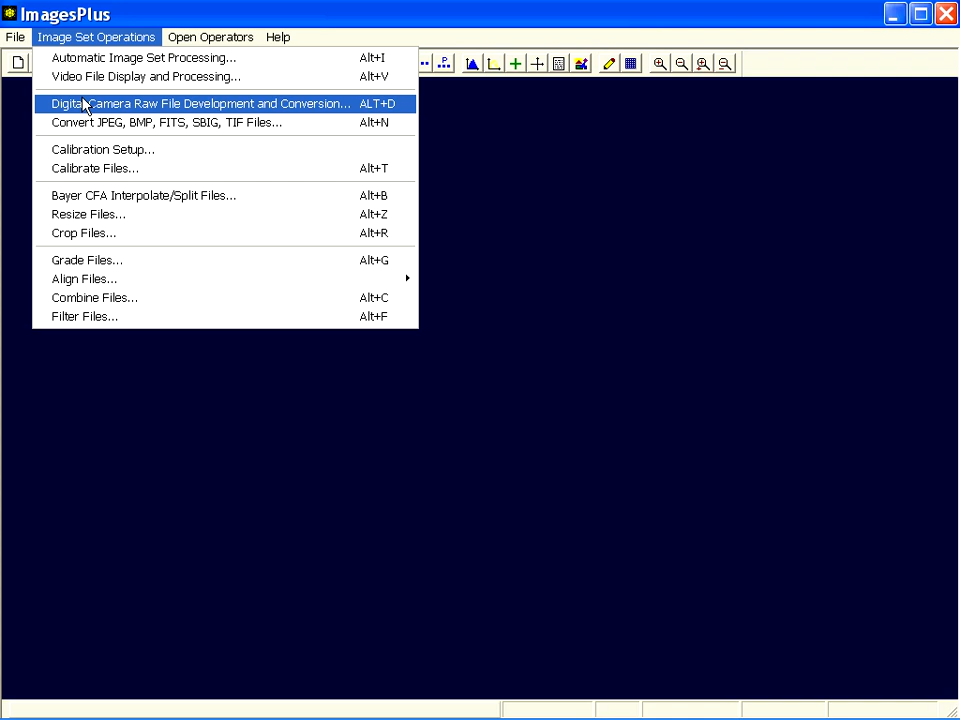 ImagesPlus
File Image Set Operations Open Operators Help
Automatic Image Set Processing... Alt+I
Video File Display and Processing... Alt+V
Digital Camera Raw File Development and Conversion... ALT+D
Convert JPEG, BMP, FITS, SBIG, TIF Files... Alt+N
Calibration Setup...
Calibrate Files... Alt+T
Bayer CFA Interpolate/Split Files... Alt+B
Resize Files... Alt+Z
Crop Files... Alt+R
Grade Files... Alt+G
Align Files...
Combine Files... Alt+C
Filter Files... Alt+F